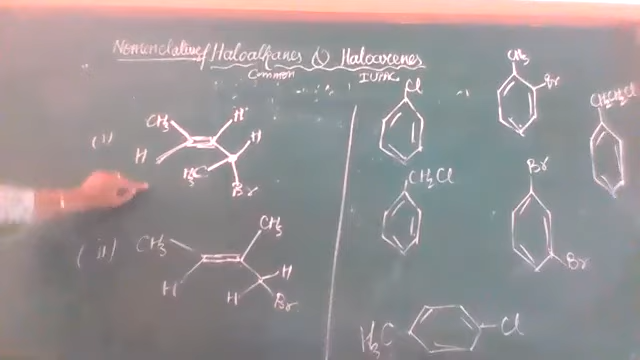 Nomenclature of Haloalkanes & Haloarenes
Common IUPAC
(i) CH3 H H H H3C Br
(ii) CH3 CH3 H H H Br
Cl
CH3 Br
CH2CH2Cl
CH2Cl
Br Br
H3C Cl